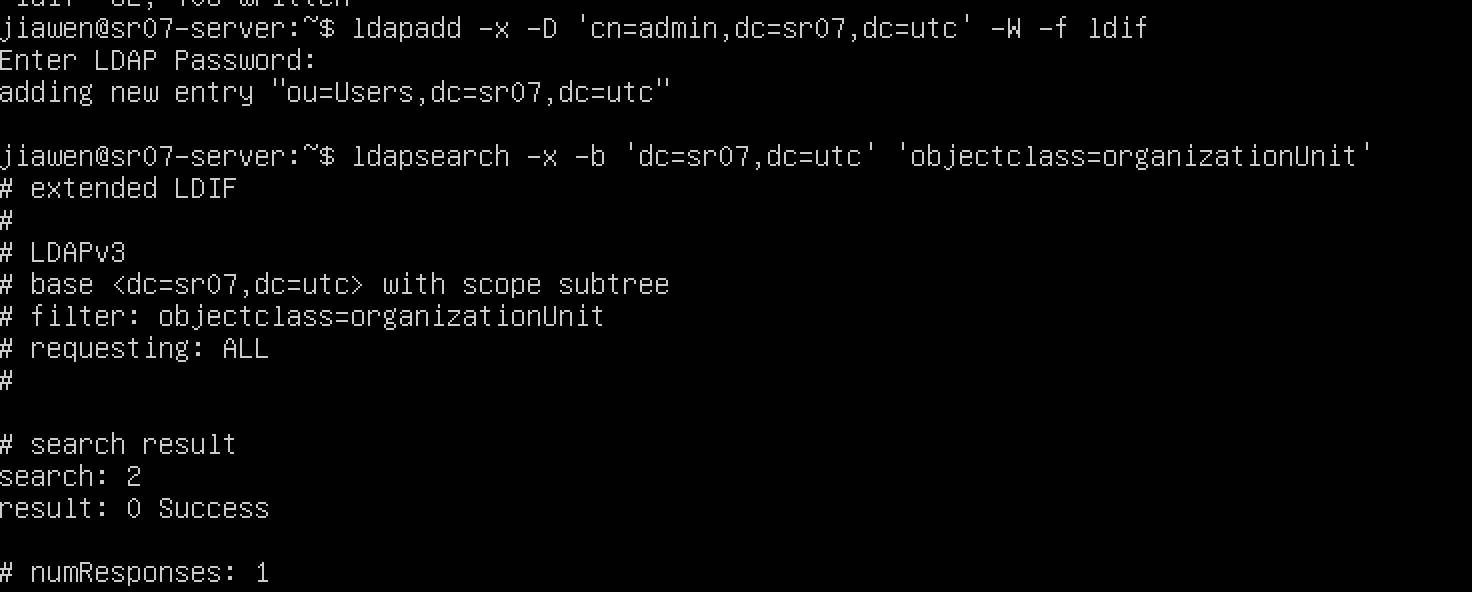 jiawen@sr07-server:~$ ldapadd -x -D 'cn=admin,dc=sr07,dc=utc' -W -f ldif
Enter LDAP Password:
adding new entry "ou=Users,dc=sr07,dc=utc"
jiawen@sr07-server:~$ ldapsearch -x -b 'dc=sr07,dc=utc' 'objectclass=organizationUnit'
# extended LDIF
#
# LDAPv3
# base <dc=sr07,dc=utc> with scope subtree
# filter: objectclass=organizationUnit
# requesting: ALL
#
# search result
search: 2
result: 0 Success
# numResponses: 1